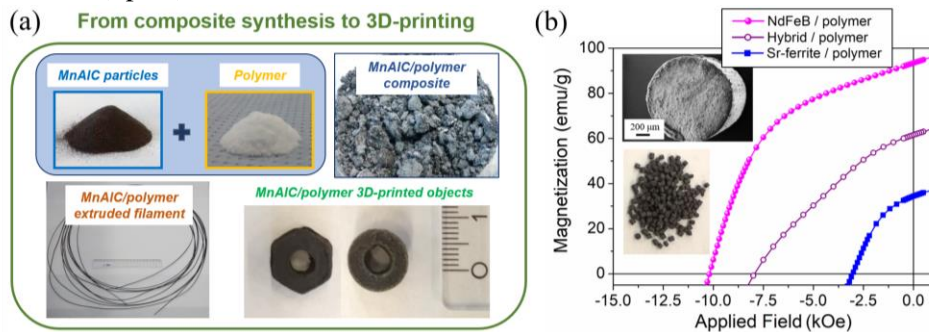 (a)
From composite synthesis to 3D-printing
MnAlC particles
+
Polymer
MnAlC/polymer
composite
MnAlC/polymer
extruded filament
MnAlC/polymer 3D-printed objects
0
1
(b)
NdFeB / polymer
Hybrid / polymer
Sr-ferrite / polymer
Magnetization (emu/g)
100
80
60
40
20
0
200 µm
-15.0 -12.5 -10.0 -7.5 -5.0 -2.5 0.0
Applied Field (kOe)